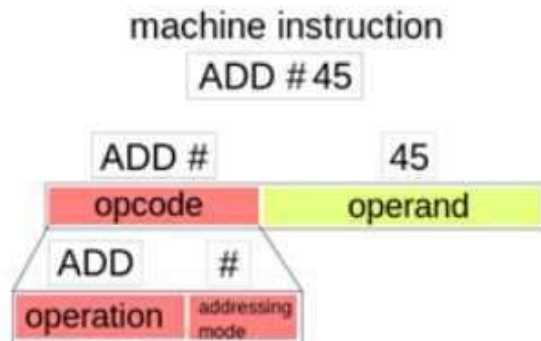 machine instruction
ADD # 45
ADD # 45
opcode operand
ADD #
operation addressing
mode